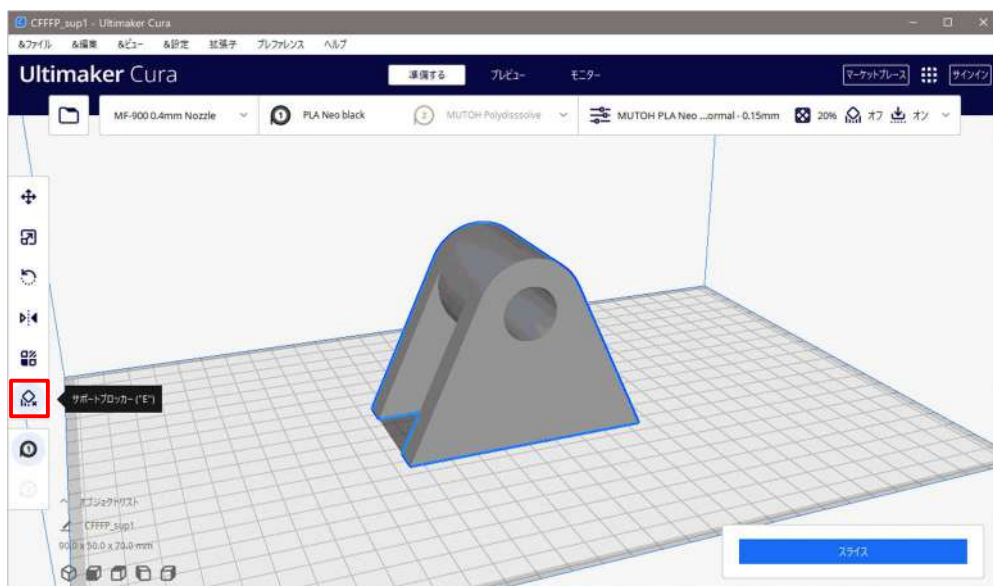 CFFFP_sup1 - Ultimaker Cura
&ファイル &編集 &ビュー &設定 拡張子 プレファレンス ヘルプ
Ultimaker Cura 準備する プレビュー モニター マーケットプレース サインイン
MF-900 0.4mm Nozzle 1 PLA Neo black 2 MUTOH Polydisssolve MUTOH PLA Neo ...ormal - 0.15mm 20% オフ オン
サポートブロッカー ("E")
1
オブジェクトリスト
CFFFP_sup1
90.0 x 50.0 x 70.0 mm
スライス